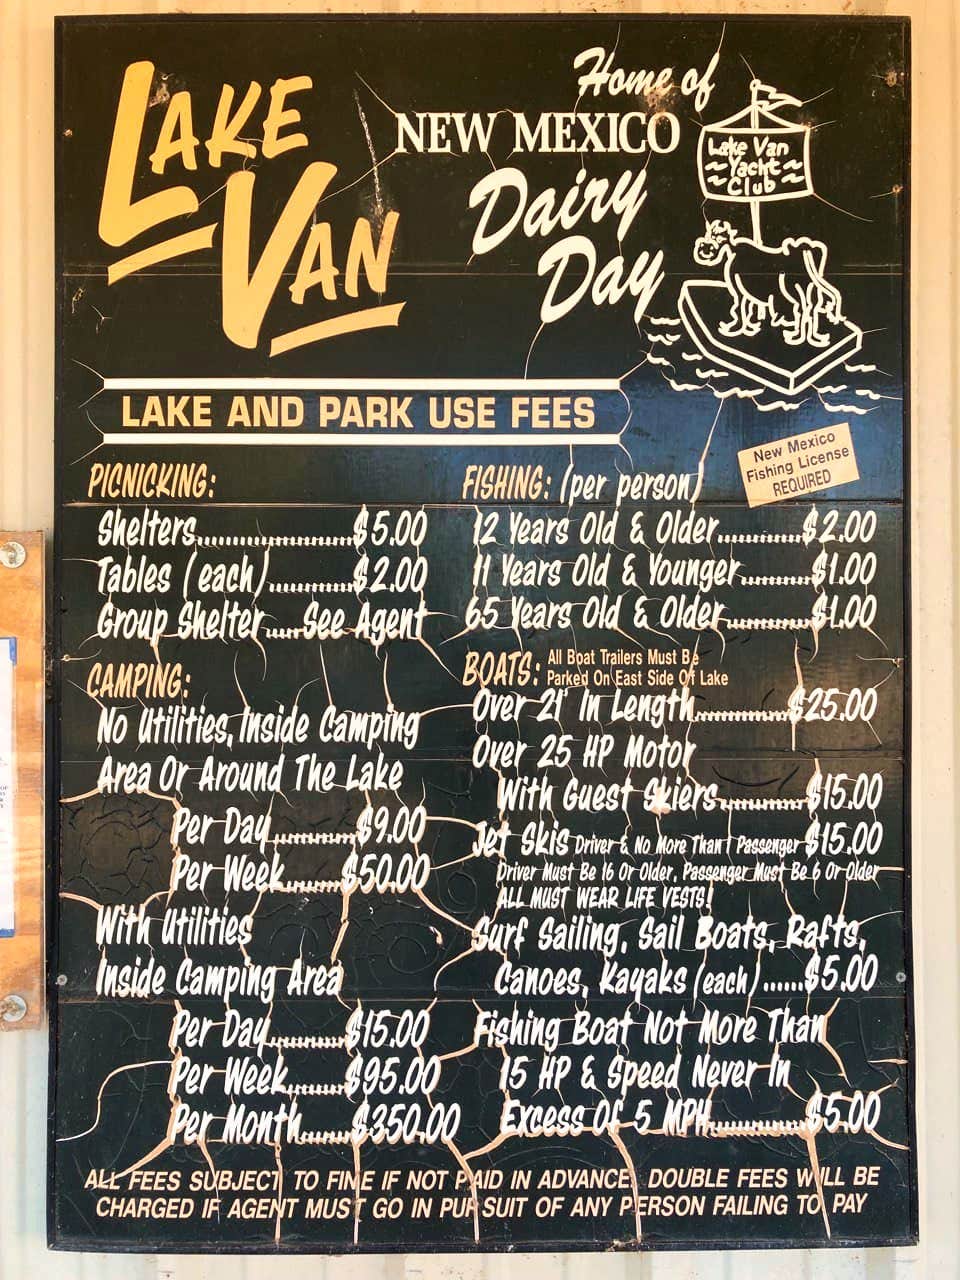 LAKE
VAN
Home of
NEW MEXICO
Dairy
Day
Lake Van
Yacht
Club
LAKE AND PARK USE FEES
PICNICKING:
Shelters..................$5.00
Tables (each)..........$2.00
Group Shelter.....See Agent
CAMPING:
No Utilities, Inside Camping
Area Or Around The Lake
Per Day..........$9.00
Per Week.......$50.00
With Utilities
Inside Camping Area
Per Day.........$15.00
Per Week.......$95.00
Per Month......$350.00
FISHING: (per person)
New Mexico
Fishing License
REQUIRED
12 Years Old & Older..........$2.00
11 Years Old & Younger.........$1.00
65 Years Old & Older..........$1.00
BOATS: All Boat Trailers Must Be
Parked On East Side Of Lake
Over 21' In Length............$25.00
Over 25 HP Motor
With Guest Skiers..........$15.00
Jet Skis Driver & No More Than 1 Passenger $15.00
Driver Must Be 16 Or Older, Passenger Must Be 6 Or Older
ALL MUST WEAR LIFE VESTS!
Surf Sailing, Sail Boats, Rafts,
Canoes, Kayaks (each)......$5.00
Fishing Boat Not More Than
15 HP & Speed Never In
Excess Of 5 MPH............$5.00
ALL FEES SUBJECT TO FINE IF NOT PAID IN ADVANCE, DOUBLE FEES WILL BE
CHARGED IF AGENT MUST GO IN PURSUIT OF ANY PERSON FAILING TO PAY